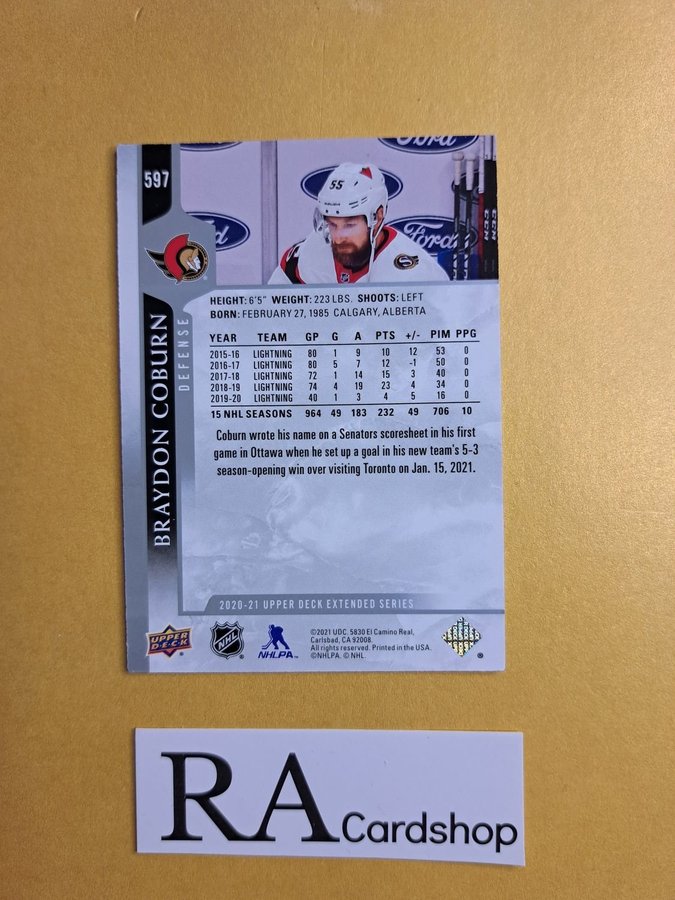 597
Ford
Ford
Ford
55
BAUER
BRAYDON COBURN
DEFENSE
HEIGHT: 6'5" WEIGHT: 223 LBS. SHOOTS: LEFT
BORN: FEBRUARY 27, 1985 CALGARY, ALBERTA
YEAR TEAM GP G A PTS +/- PIM PPG
2015-16 LIGHTNING 80 1 9 10 12 53 0
2016-17 LIGHTNING 80 5 7 12 -1 50 0
2017-18 LIGHTNING 72 1 14 15 3 40 0
2018-19 LIGHTNING 74 4 19 23 4 34 0
2019-20 LIGHTNING 40 1 3 4 5 16 0
15 NHL SEASONS 964 49 183 232 49 706 10
Coburn wrote his name on a Senators scoresheet in his first
game in Ottawa when he set up a goal in his new team's 5-3
season-opening win over visiting Toronto on Jan. 15, 2021.
2020-21 UPPER DECK EXTENDED SERIES
UPPER
DECK
NHL
NHLPA
©2021 UDC. 5830 El Camino Real,
Carlsbad, CA 92008.
All rights reserved. Printed in the USA.
©NHLPA. © NHL.
RA Cardshop